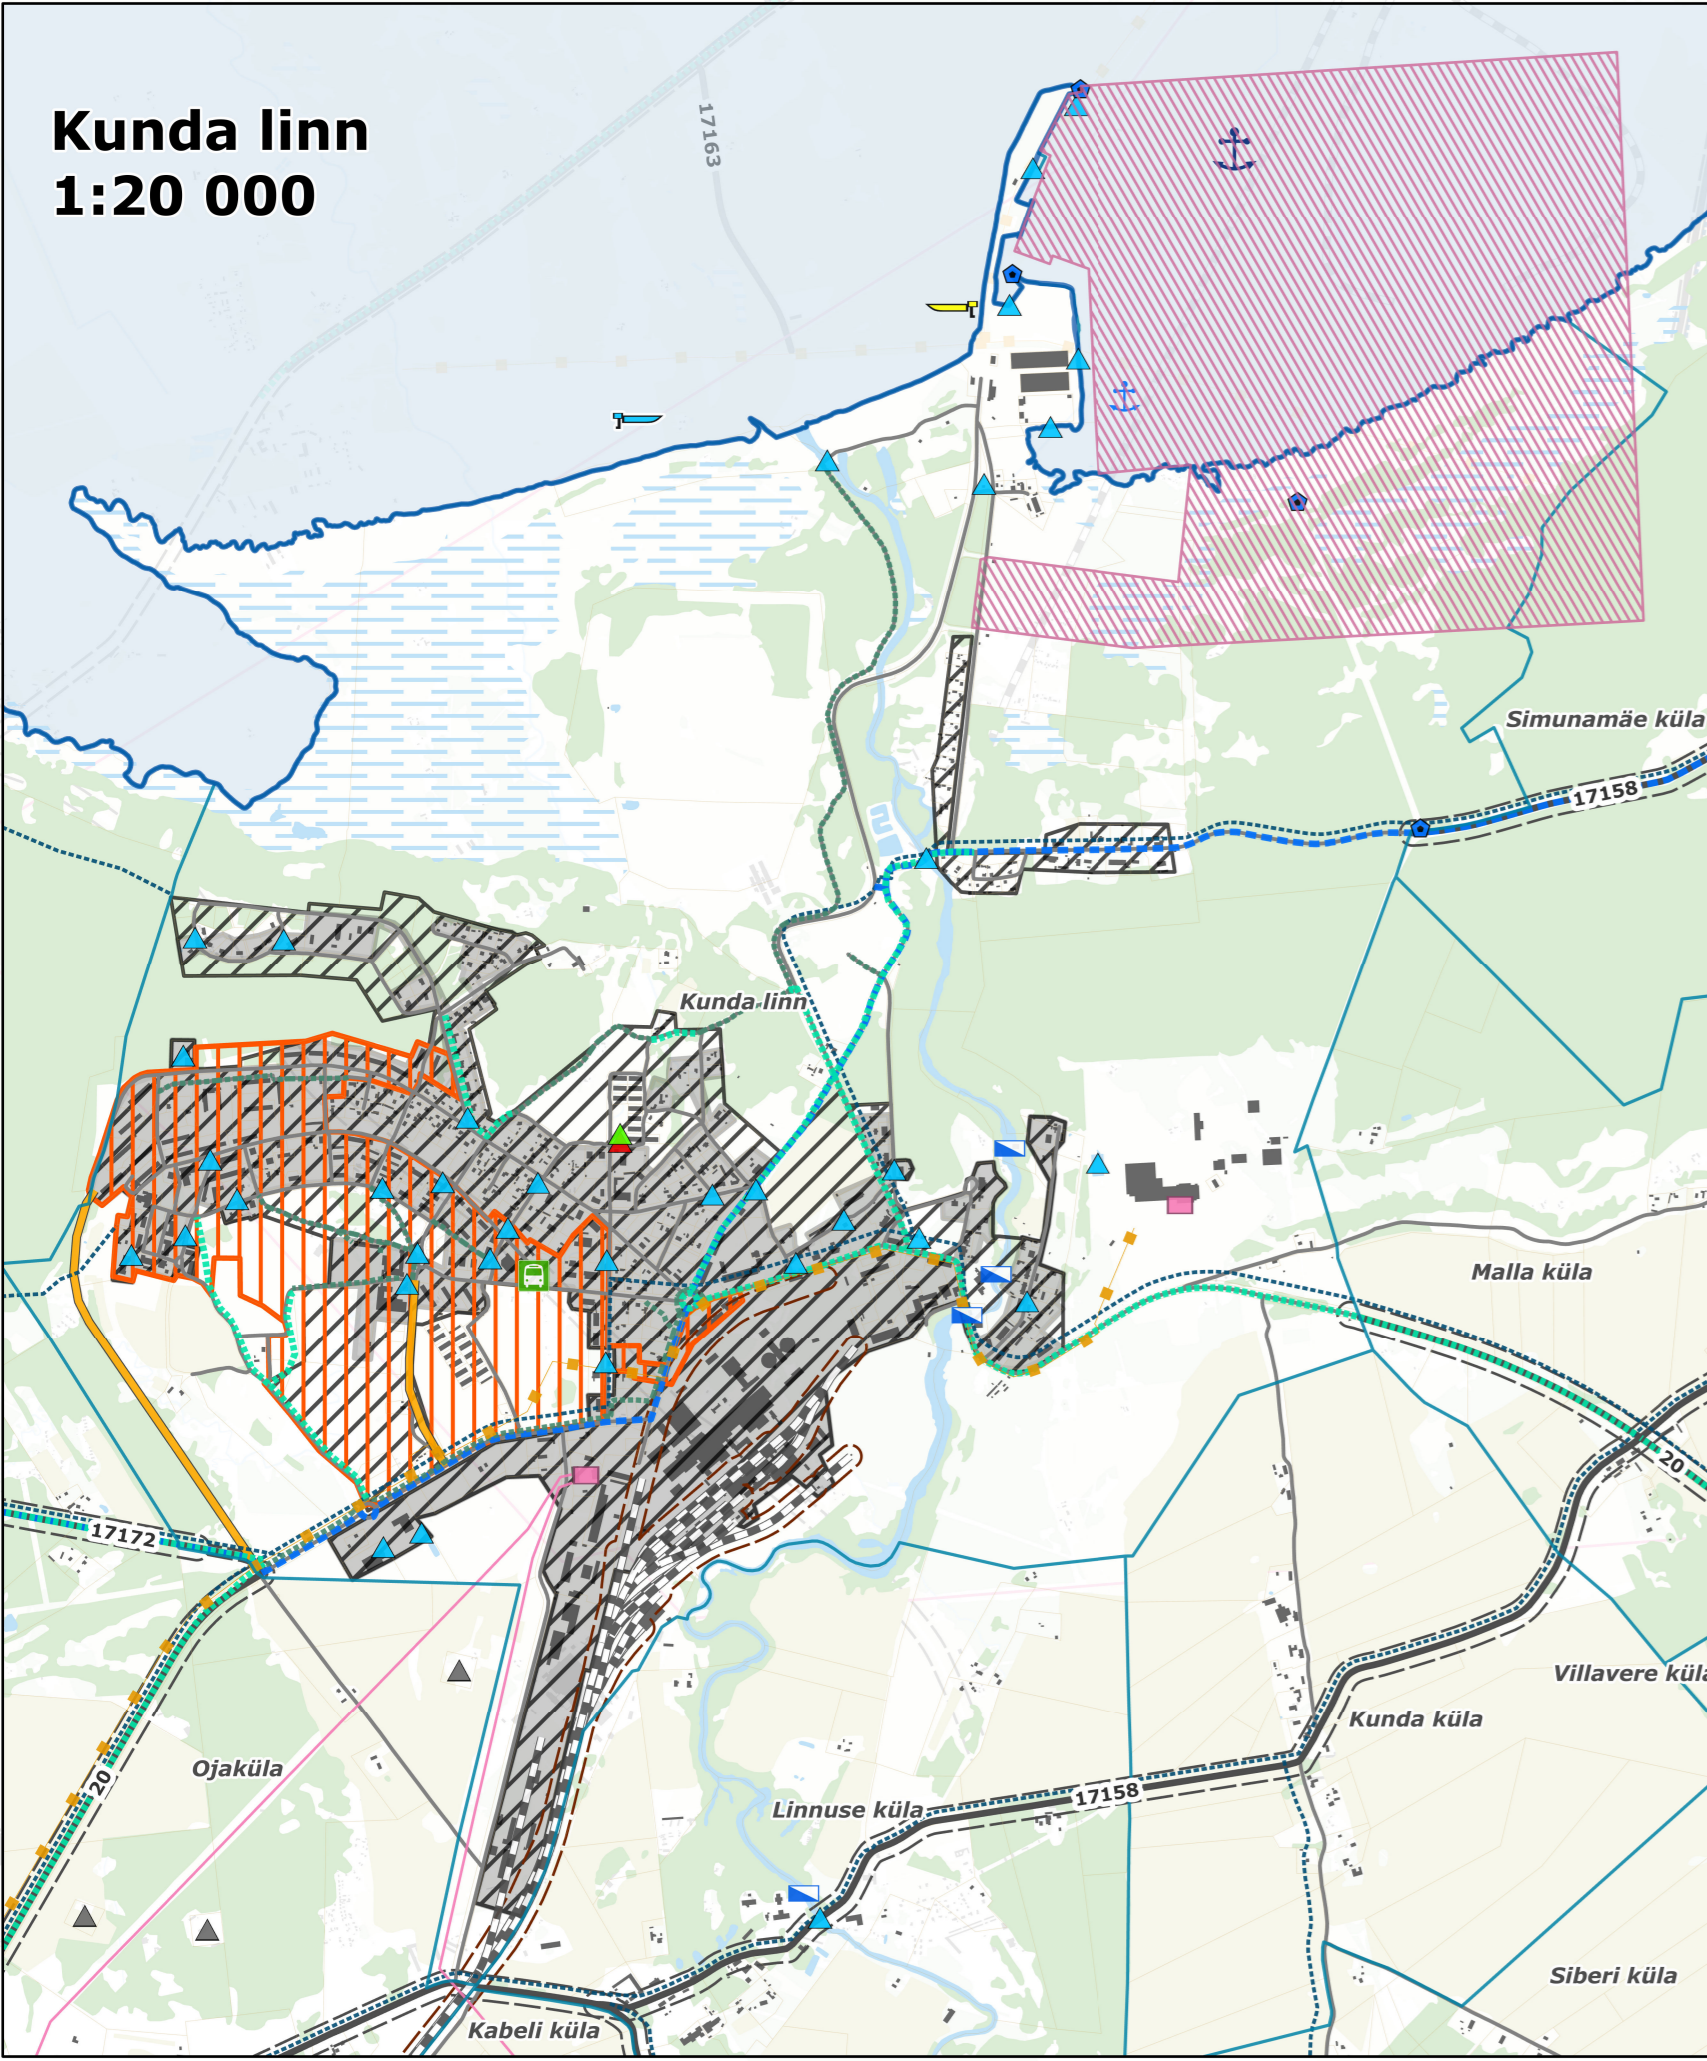 Kunda linn
1:20 000
17163
Simunamäe küla
17158
Kunda linn
Malla küla
20
17172
Villavere küla
Kunda küla
Ojaküla
20
17158
Linnuse küla
Siberi küla
Kabeli küla